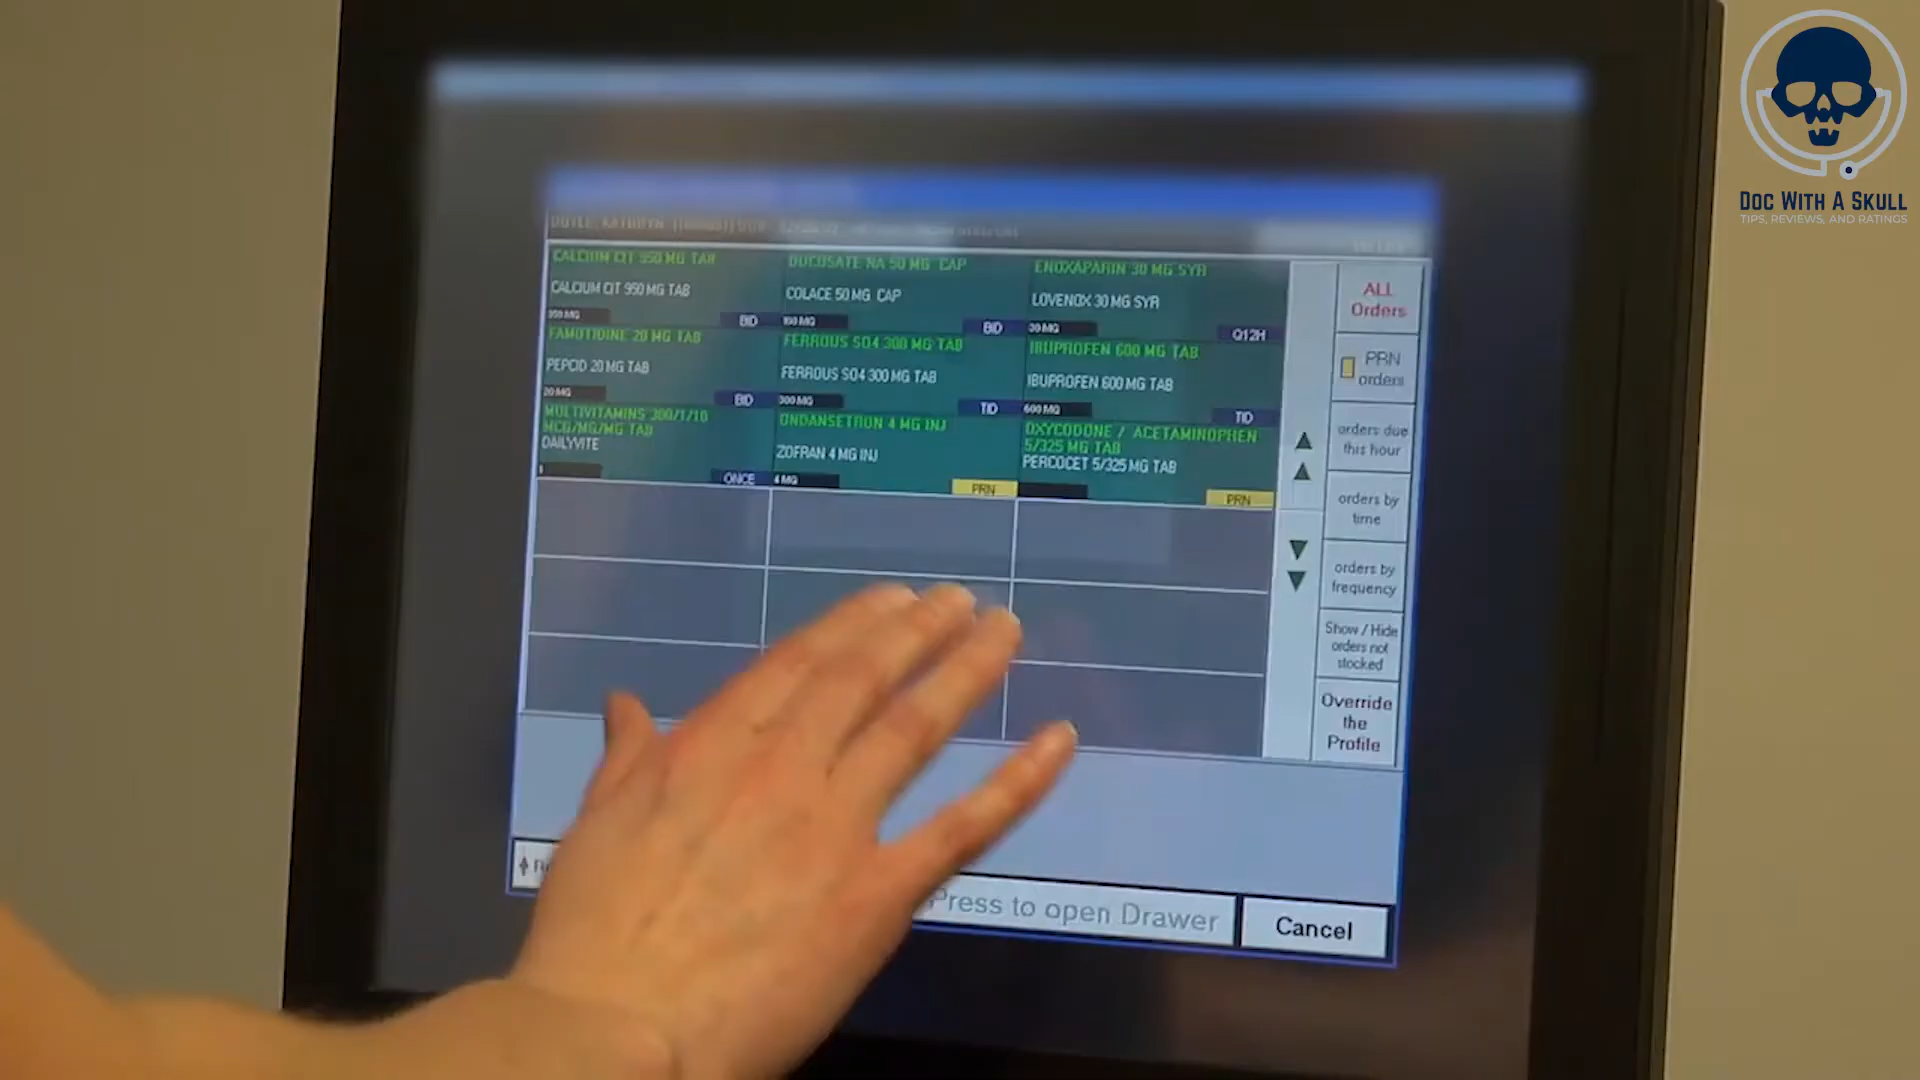 DOC WITH A SKULL
TIPS, REVIEWS, AND RATINGS
CALCIUM CIT 950 MG TAB
CALCIUM CIT 950 MG TAB
950 MG
BID
DOCUSATE NA 50 MG CAP
COLACE 50 MG CAP
BID
ENOXAPARIN 30 MG SYR
LOVENOX 30 MG SYR
30 MG
Q12H
FAMOTIDINE 20 MG TAB
PEPCID 20 MG TAB
20 MG
BID
FERROUS SO4 300 MG TAB
FERROUS SO4 300 MG TAB
300 MG
TID
IBUPROFEN 600 MG TAB
IBUPROFEN 600 MG TAB
600 MG
TID
MULTIVITAMINS
MCG/MG/MG TAB
DAILYVITE
1
ONCE
ONDANSETRON 4 MG INJ
ZOFRAN 4 MG INJ
4 MG
PRN
OXYCODONE / ACETAMINOPHEN
5/325 MG TAB
PERCOCET 5/325 MG TAB
PRN
ALL
Orders
PRN
orders
orders due
this hour
orders by
time
orders by
frequency
Show / Hide
orders not
stocked
Override
the
Profile
Press to open Drawer
Cancel